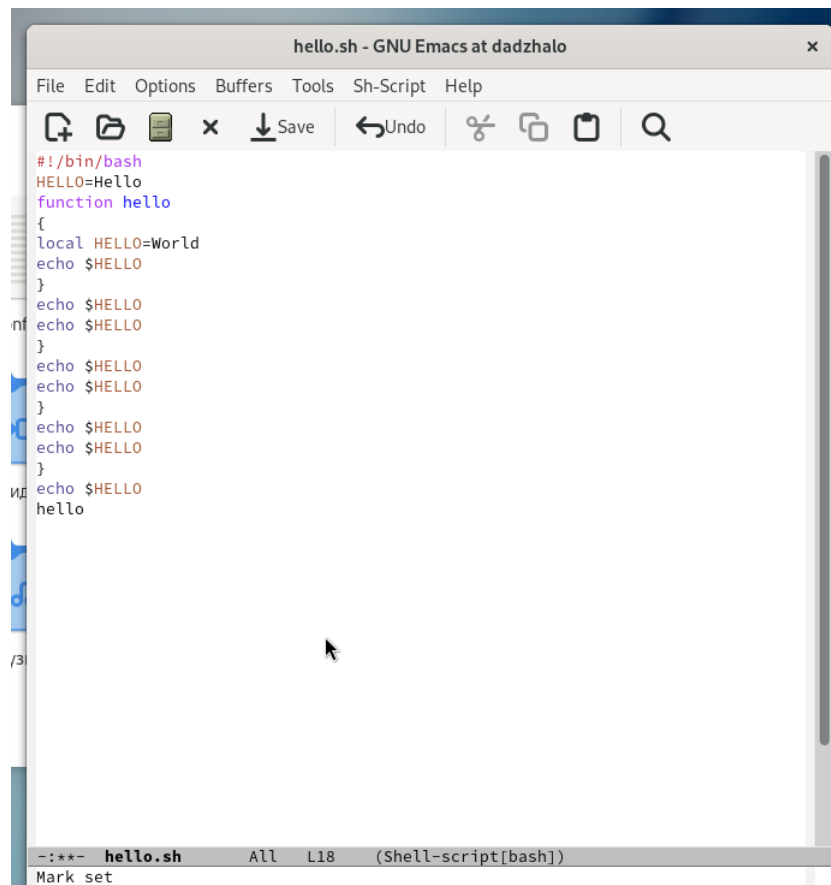 hello.sh - GNU Emacs at dadzhalo
File Edit Options Buffers Tools Sh-Script Help
Save Undo
#!/bin/bash
HELLO=Hello
function hello
{
local HELLO=World
echo $HELLO
}
echo $HELLO
echo $HELLO
}
echo $HELLO
echo $HELLO
}
echo $HELLO
echo $HELLO
}
echo $HELLO
hello
-:**- hello.sh All L18 (Shell-script[bash])
Mark set